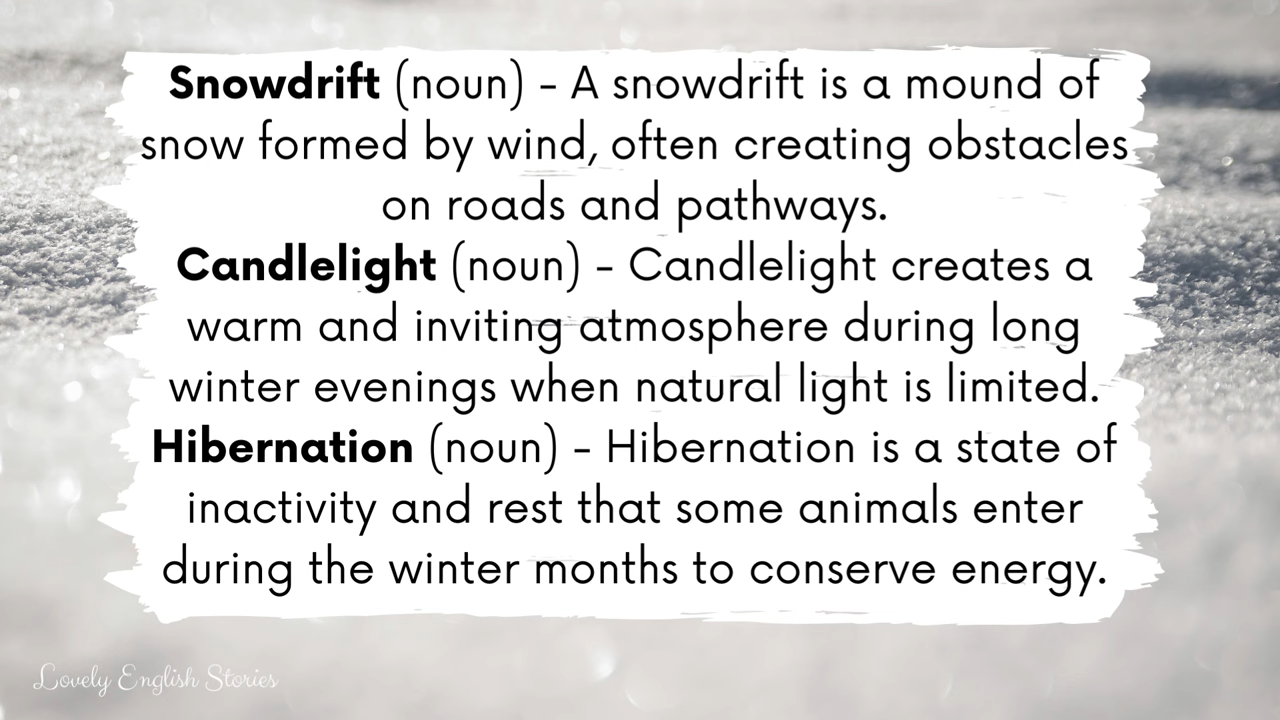 Snowdrift (noun) – A snowdrift is a mound of
snow formed by wind, often creating obstacles
on roads and pathways.
Candlelight (noun) – Candlelight creates a
warm and inviting atmosphere during long
winter evenings when natural light is limited.
Hibernation (noun) – Hibernation is a state of
inactivity and rest that some animals enter
during the winter months to conserve energy.
Lovely English Stories